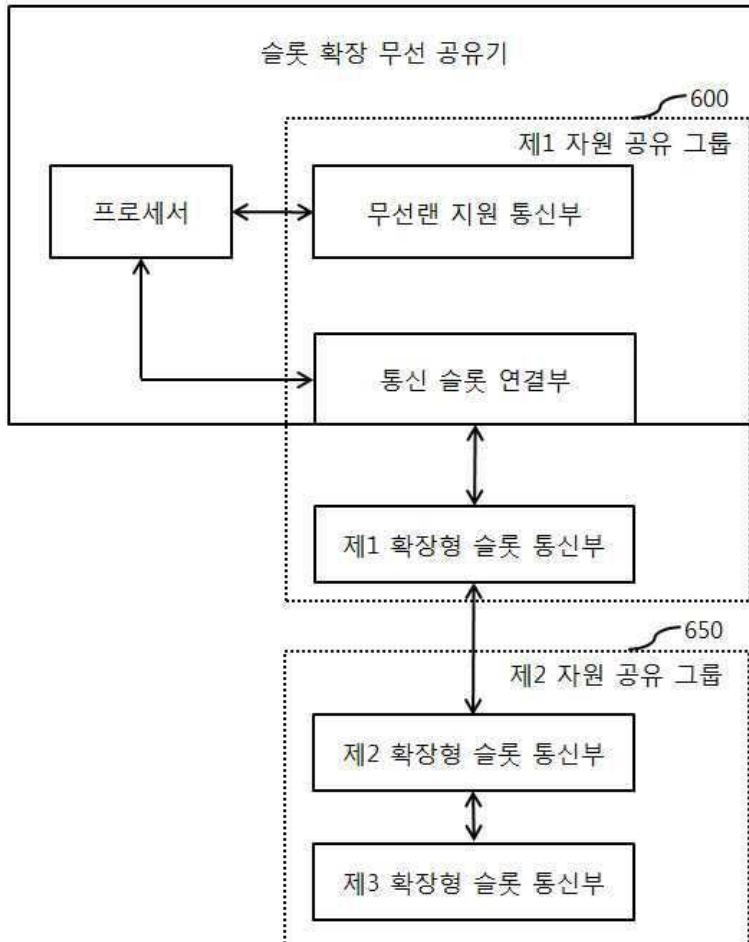 슬롯 확장 무선 공유기
600
제1 자원 공유 그룹
프로세서
무선랜 지원 통신부
통신 슬롯 연결부
제1 확장형 슬롯 통신부
650
제2 자원 공유 그룹
제2 확장형 슬롯 통신부
제3 확장형 슬롯 통신부